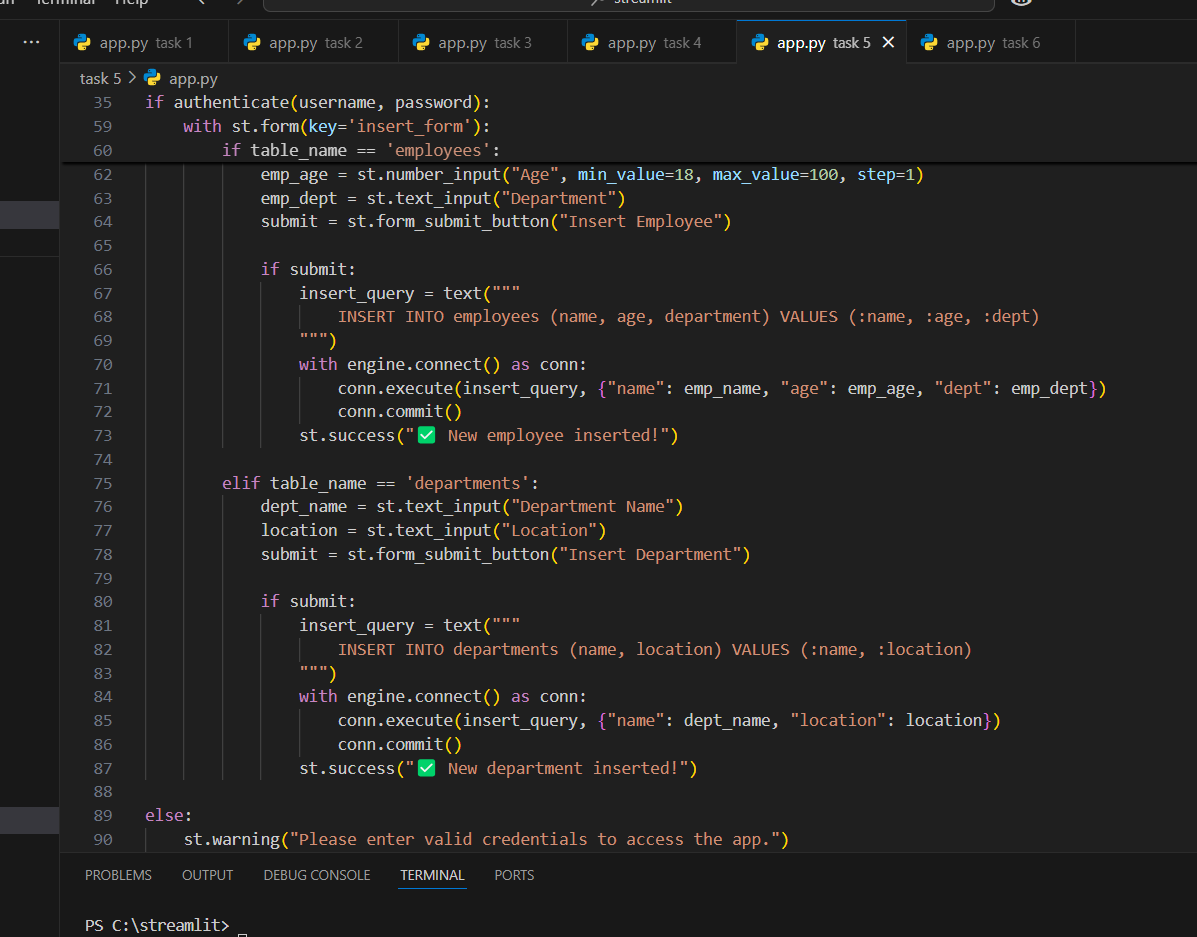 Terminal Help streamlit
app.py task 1 app.py task 2 app.py task 3 app.py task 4 app.py task 5 app.py task 6
task 5 > app.py
35 if authenticate(username, password):
59     with st.form(key='insert_form'):
60         if table_name == 'employees':
62             emp_age = st.number_input("Age", min_value=18, max_value=100, step=1)
63             emp_dept = st.text_input("Department")
64             submit = st.form_submit_button("Insert Employee")
65
66             if submit:
67                 insert_query = text("""
68                     INSERT INTO employees (name, age, department) VALUES (:name, :age, :dept)
69                 """)
70                 with engine.connect() as conn:
71                     conn.execute(insert_query, {"name": emp_name, "age": emp_age, "dept": emp_dept})
72                     conn.commit()
73                 st.success("✅ New employee inserted!")
74
75         elif table_name == 'departments':
76             dept_name = st.text_input("Department Name")
77             location = st.text_input("Location")
78             submit = st.form_submit_button("Insert Department")
79
80             if submit:
81                 insert_query = text("""
82                     INSERT INTO departments (name, location) VALUES (:name, :location)
83                 """)
84                 with engine.connect() as conn:
85                     conn.execute(insert_query, {"name": dept_name, "location": location})
86                     conn.commit()
87                 st.success("✅ New department inserted!")
88
89 else:
90     st.warning("Please enter valid credentials to access the app.")
PROBLEMS OUTPUT DEBUG CONSOLE TERMINAL PORTS
PS C:\streamlit>